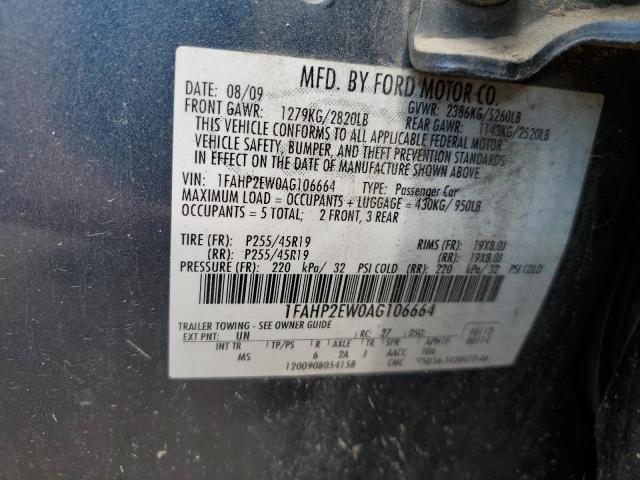 MFD. BY FORD MOTOR CO.
DATE: 08/09 GVWR: 2386KG/5260LB
FRONT GAWR: 1279KG/2820LB REAR GAWR: 1143KG/2520LB
THIS VEHICLE CONFORMS TO ALL APPLICABLE FEDERAL MOTOR
VEHICLE SAFETY, BUMPER, AND THEFT PREVENTION STANDARDS
IN EFFECT ON THE DATE OF MANUFACTURE SHOWN ABOVE.
VIN: 1FAHP2EW0AG106664 TYPE: Passenger Car
MAXIMUM LOAD = OCCUPANTS + LUGGAGE = 430KG/950LB
OCCUPANTS = 5 TOTAL; 2 FRONT, 3 REAR
TIRE (FR): P255/45R19 RIMS (FR): 19X8.0J
(RR): P255/45R19 (RR): 19X8.0J
PRESSURE (FR): 220 kPa/ 32 PSI COLD (RR): 220 kPa/ 32 PSI COLD
1FAHP2EW0AG106664
TRAILER TOWING - SEE OWNER GUIDE
EXT PNT: UN RC: 27 DSO:
INT TR TP/PS R AXLE TR SPR
MS 6 2A J AACC
1200908054158